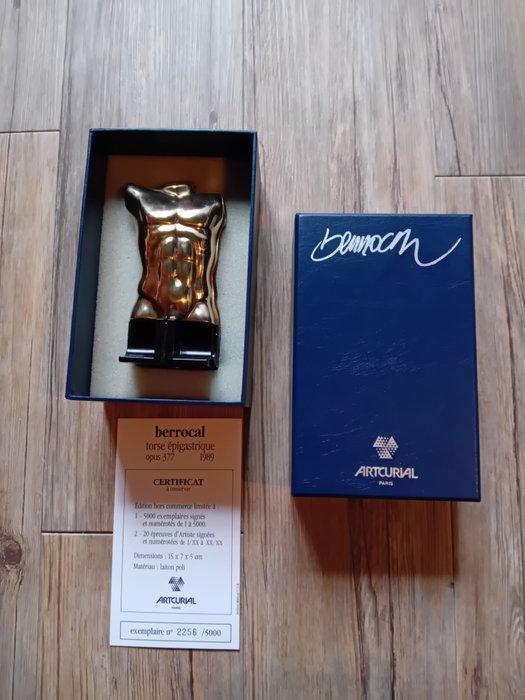 berrocal
ARTCURIAL
PARIS
berrocal
torse épigastrique
opus 377 1989
CERTIFICAT
à conserver
Édition hors commerce limitée à
1 - 5000 exemplaires signés
et numérotés de 1 à 5000.
2 - 20 épreuves d'Artiste signées
et numérotées de I/XX à XX/XX
Dimensions : 15 x 7 x 5 cm
Matériau : laiton poli
ARTCURIAL
PARIS
exemplaire n° 2256 /5000